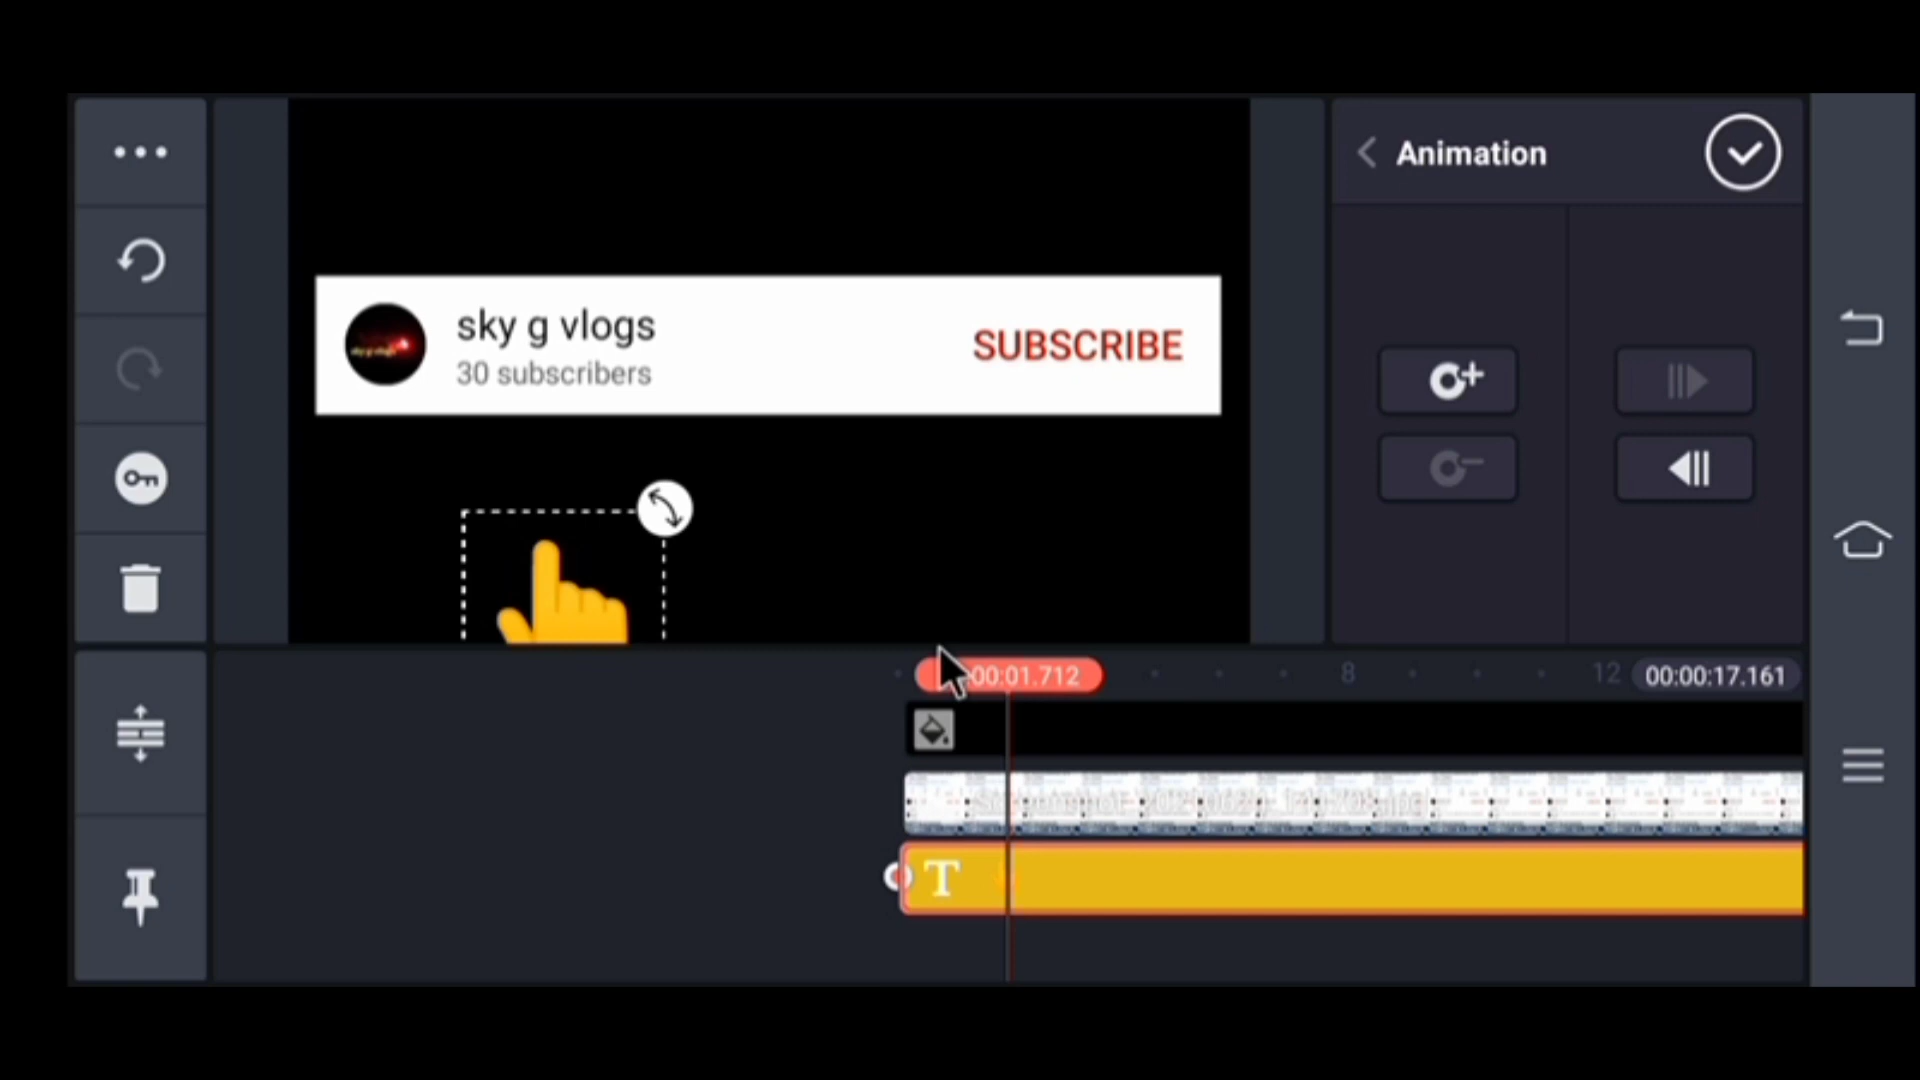 Animation
sky g vlogs
30 subscribers
SUBSCRIBE
00:01.712
8
12
00:00:17.161
T